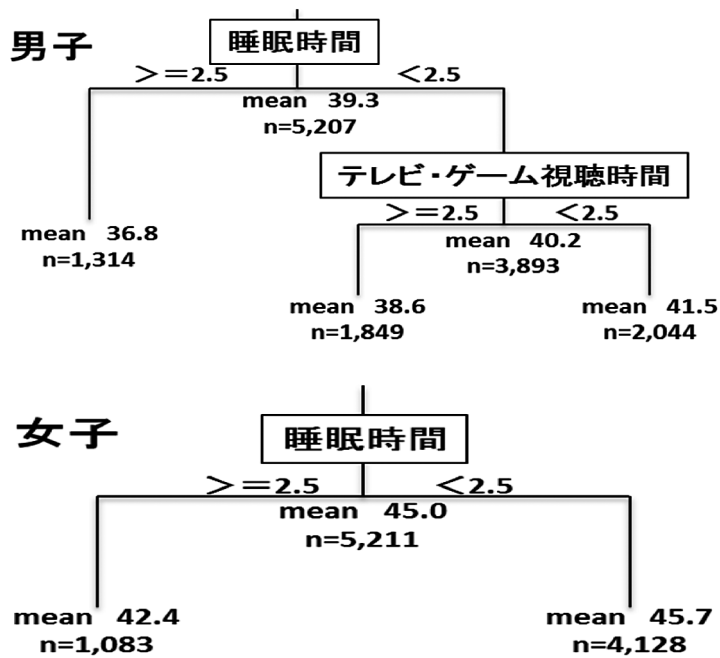 男子
睡眠時間
＞＝2.5 ＜2.5
mean 39.3
n=5,207
テレビ・ゲーム視聴時間
＞＝2.5 ＜2.5
mean 36.8
n=1,314
mean 40.2
n=3,893
mean 38.6
n=1,849
mean 41.5
n=2,044
女子
睡眠時間
＞＝2.5 ＜2.5
mean 45.0
n=5,211
mean 42.4
n=1,083
mean 45.7
n=4,128